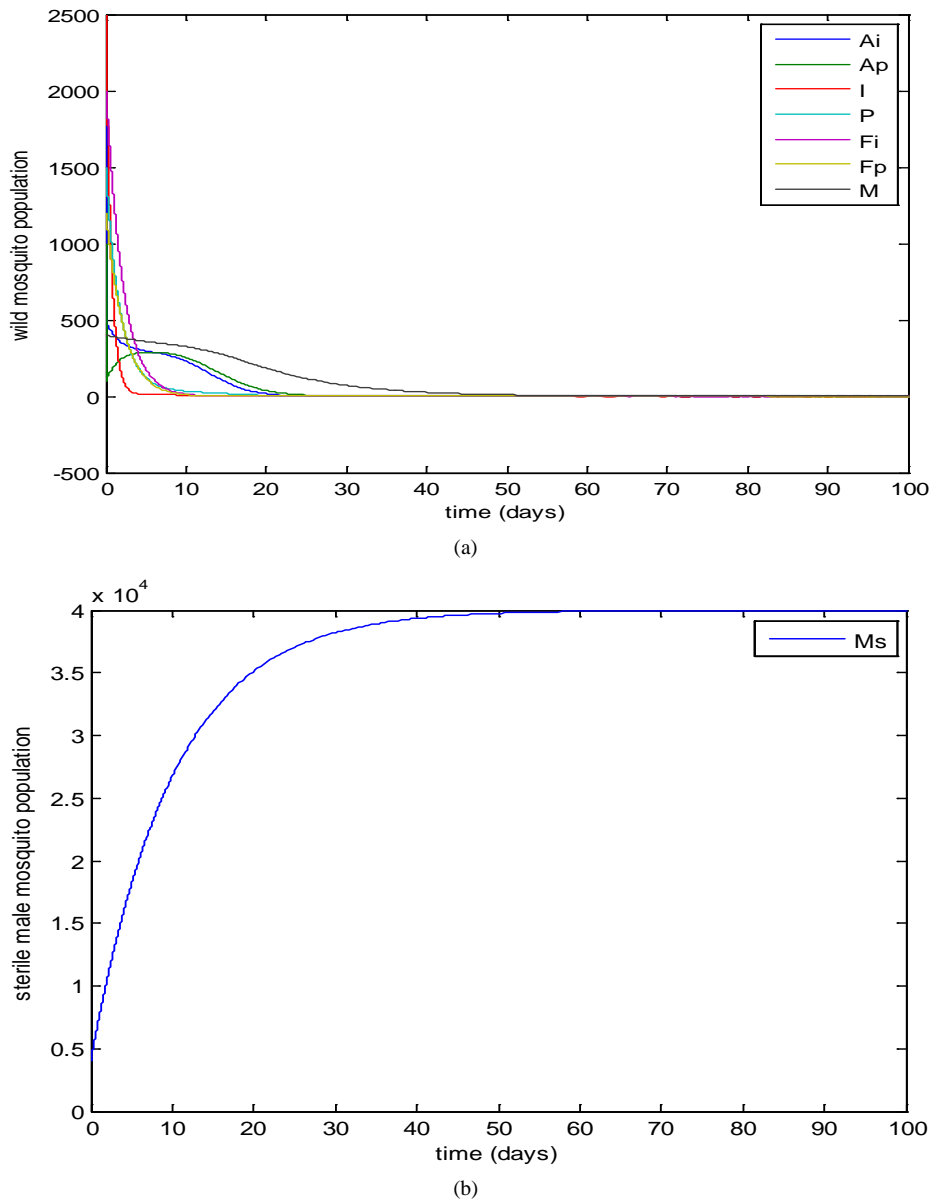 2500
2000
1500
1000
500
0
-500
wild mosquito population
Ai
Ap
I
P
Fi
Fp
M
0 10 20 30 40 50 60 70 80 90 100
time (days)
(a)
x 10^4
4
3.5
3
2.5
2
1.5
1
0.5
0
sterile male mosquito population
Ms
0 10 20 30 40 50 60 70 80 90 100
time (days)
(b)